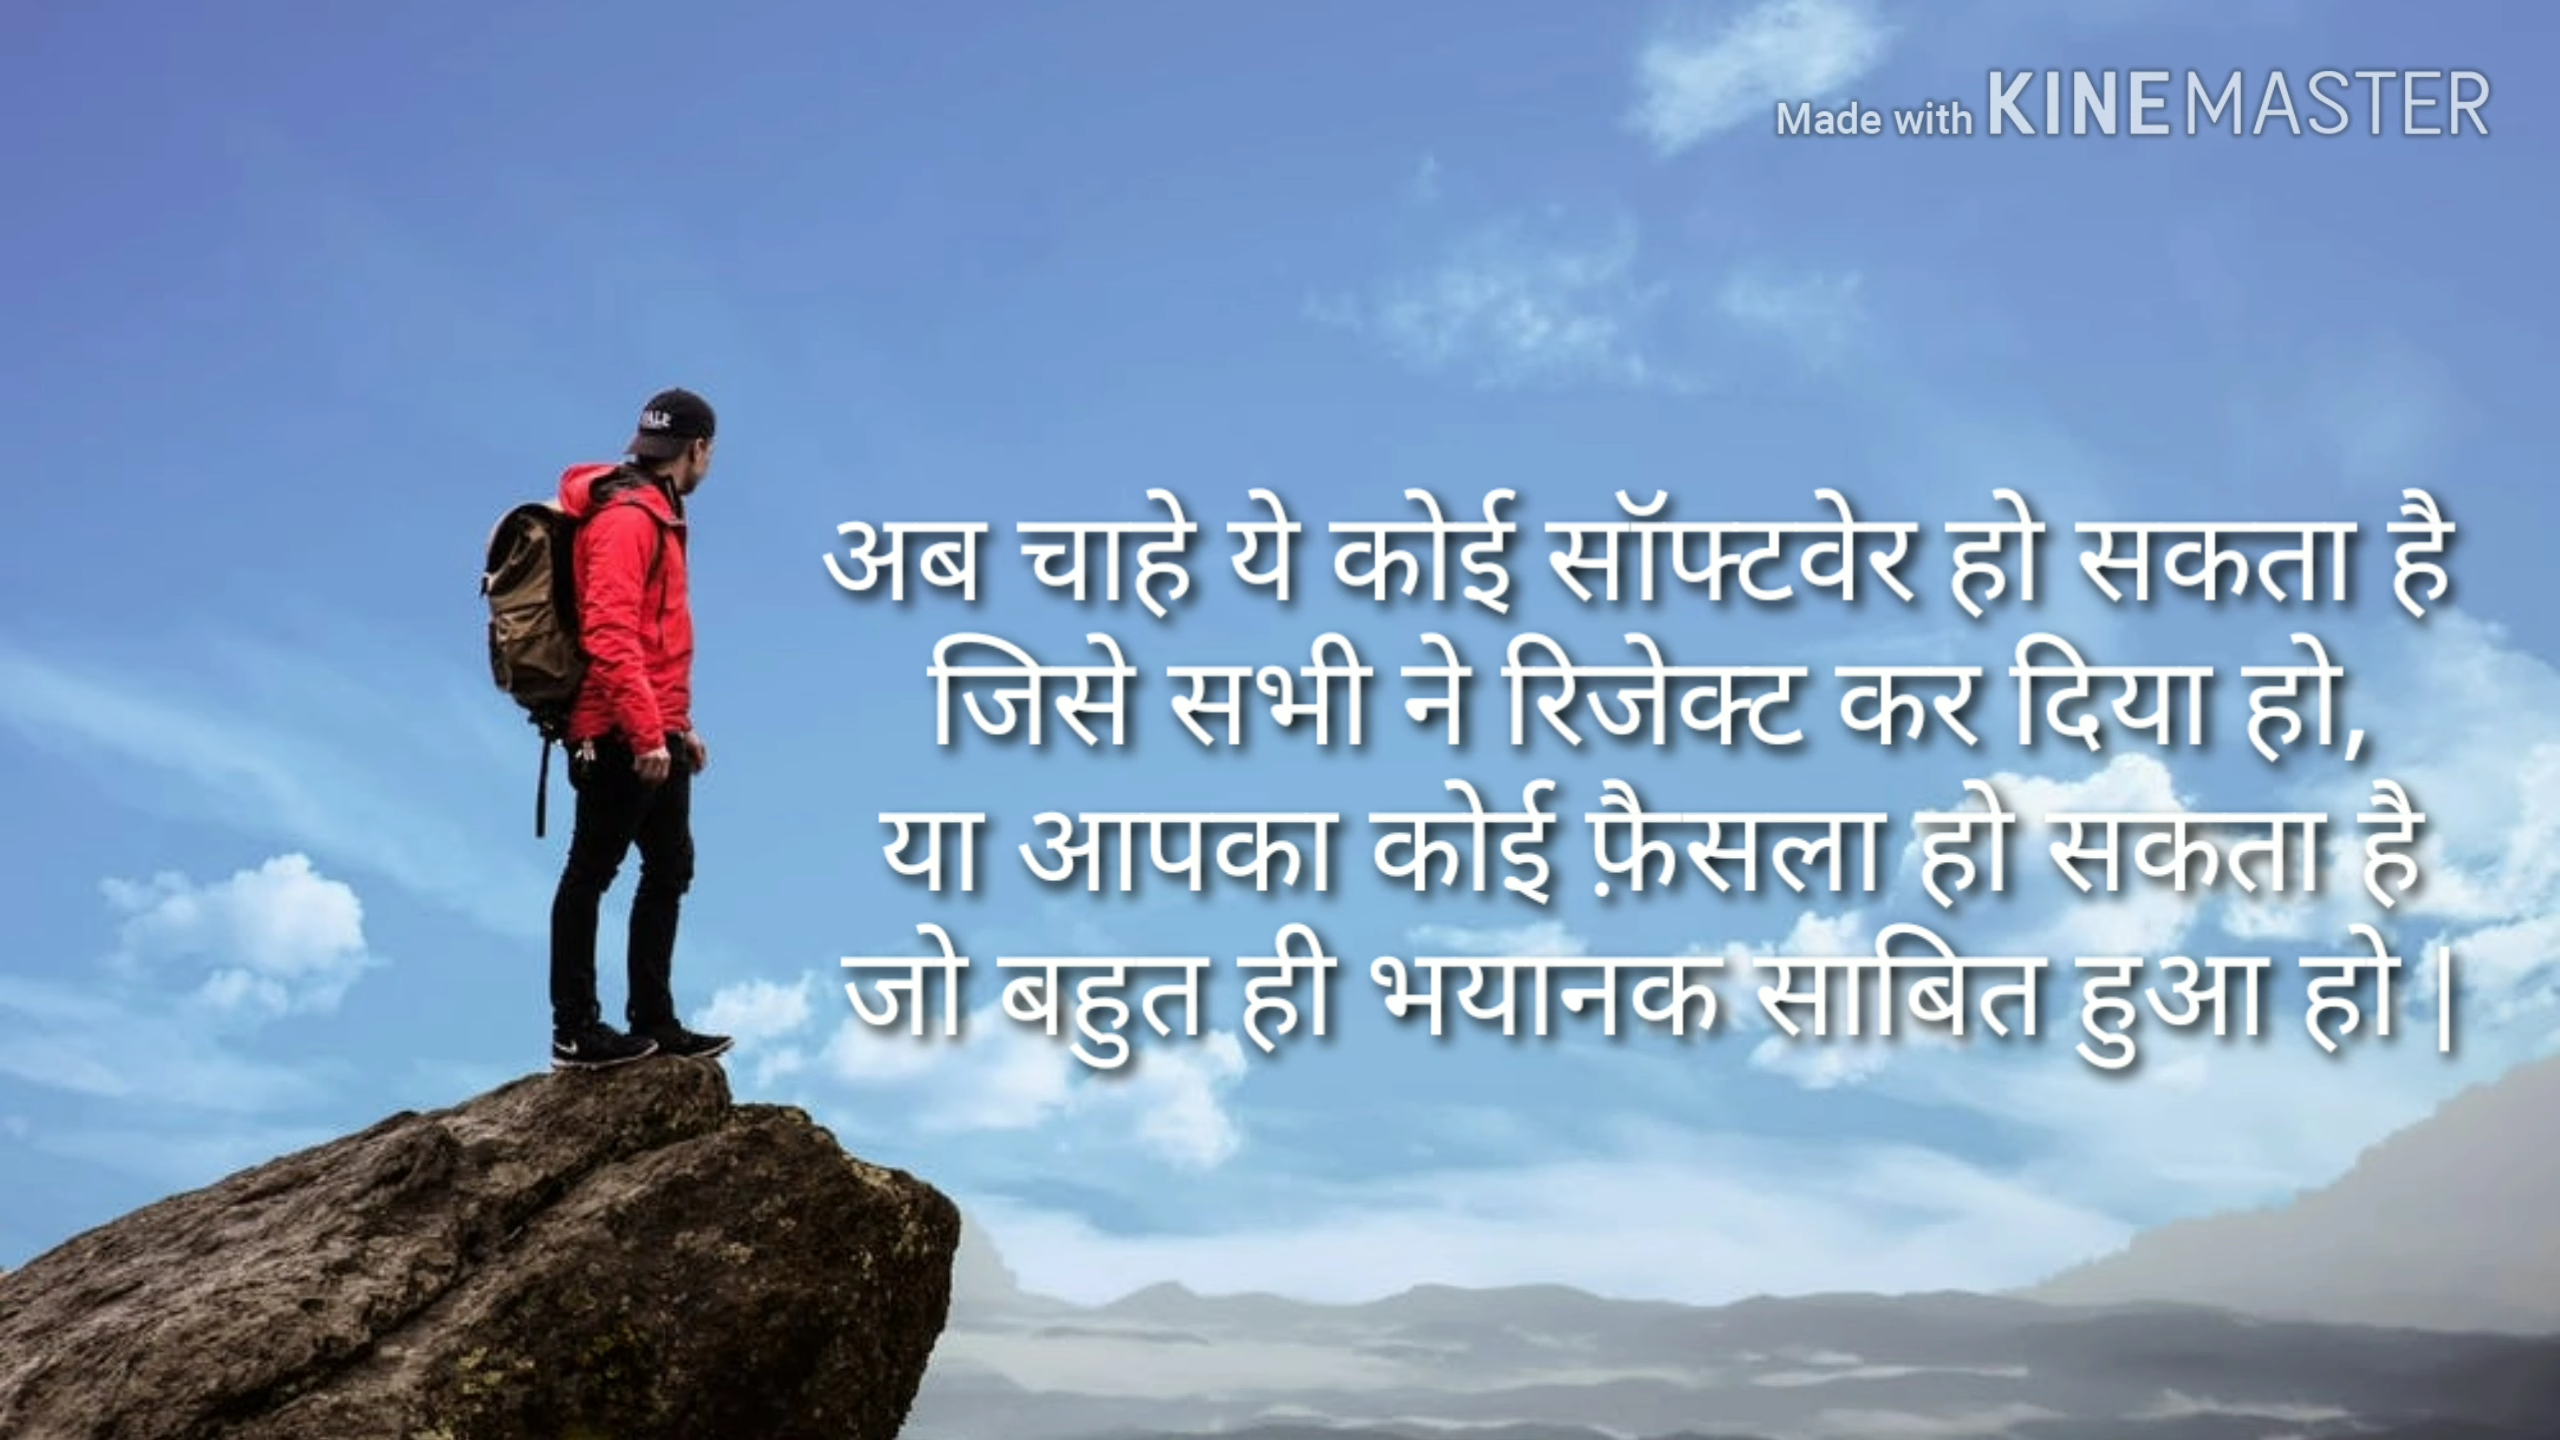 Made with KINEMASTER
अब चाहे ये कोई सॉफ्टवेर हो सकता है
जिसे सभी ने रिजेक्ट कर दिया हो,
या आपका कोई फ़ैसला हो सकता है
जो बहुत ही भयानक साबित हुआ हो |